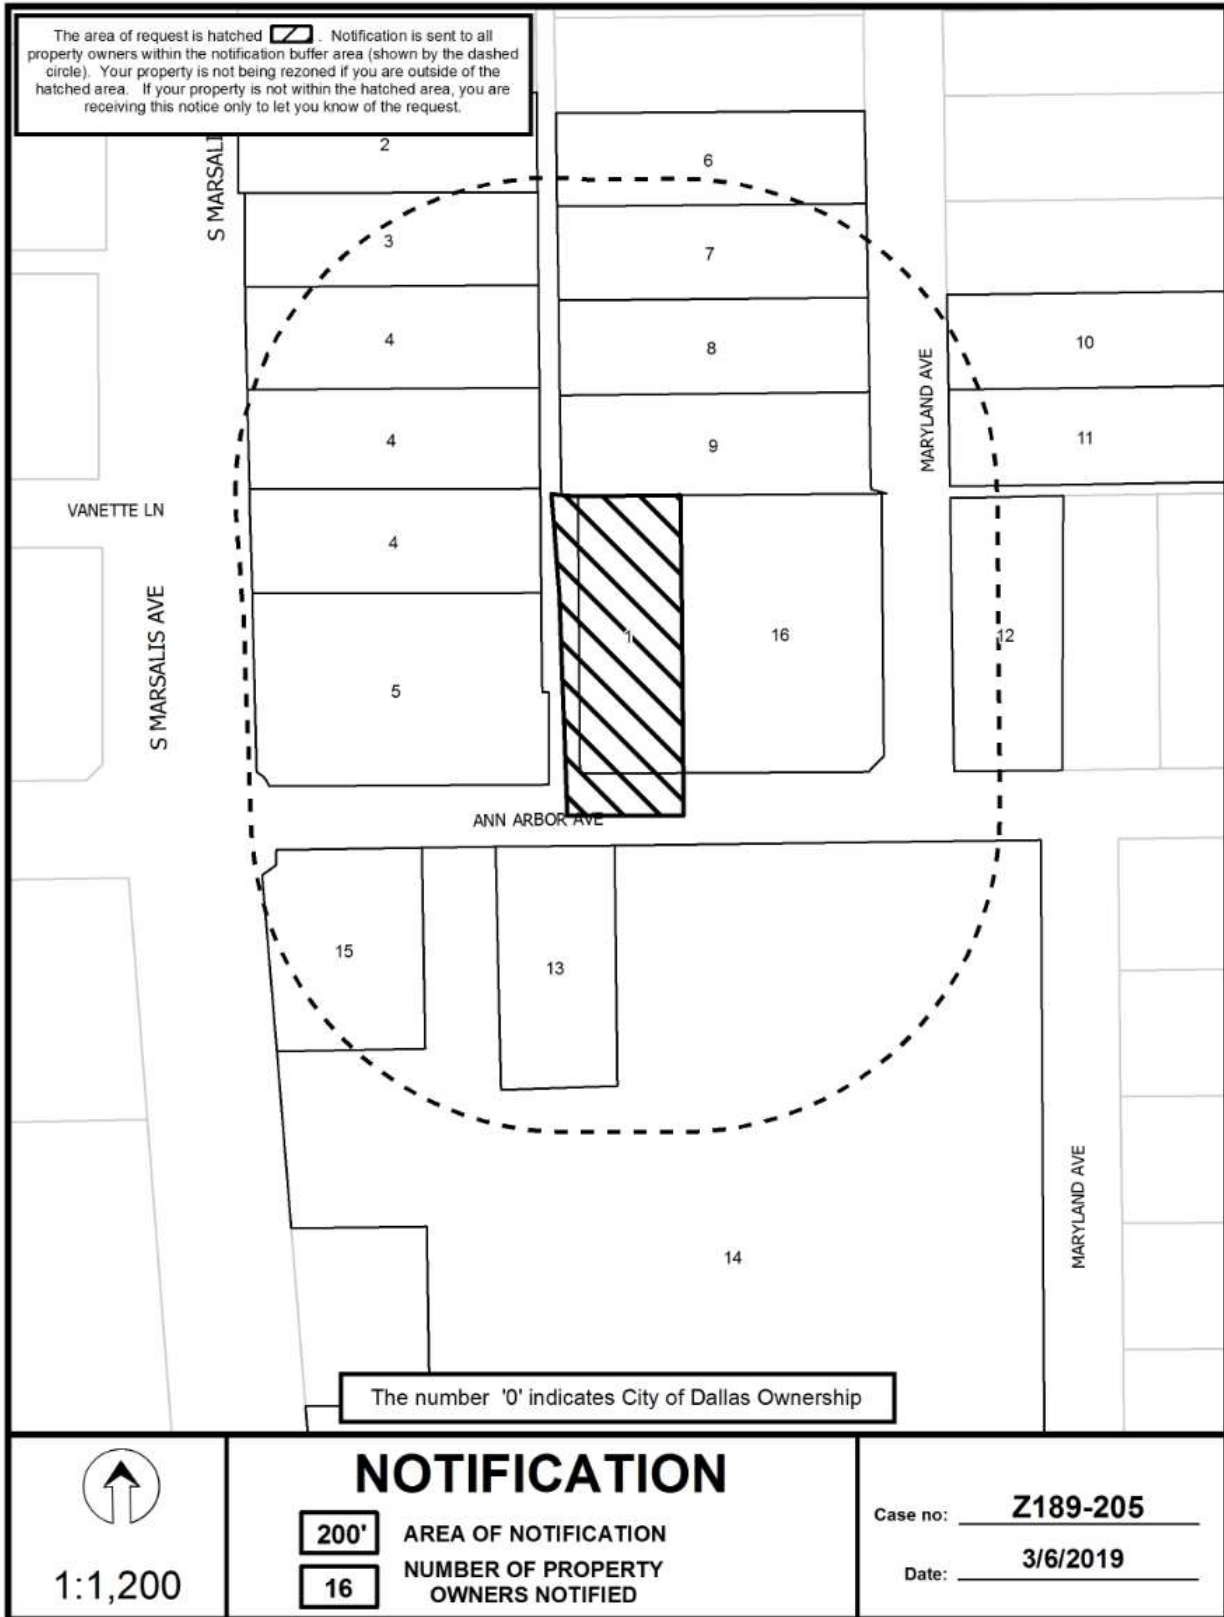 The area of request is hatched . Notification is sent to all
property owners within the notification buffer area (shown by the dashed
circle). Your property is not being rezoned if you are outside of the
hatched area. If your property is not within the hatched area, you are
receiving this notice only to let you know of the request.
S MARSALI
2
6
3
7
4
8
10
MARYLAND AVE
4
9
11
VANETTE LN
4
S MARSALIS AVE
1
16
12
5
ANN ARBOR AVE
15
13
MARYLAND AVE
14
The number '0' indicates City of Dallas Ownership
1:1,200
NOTIFICATION
200' AREA OF NOTIFICATION
16 NUMBER OF PROPERTY
OWNERS NOTIFIED
Case no: Z189-205
Date: 3/6/2019